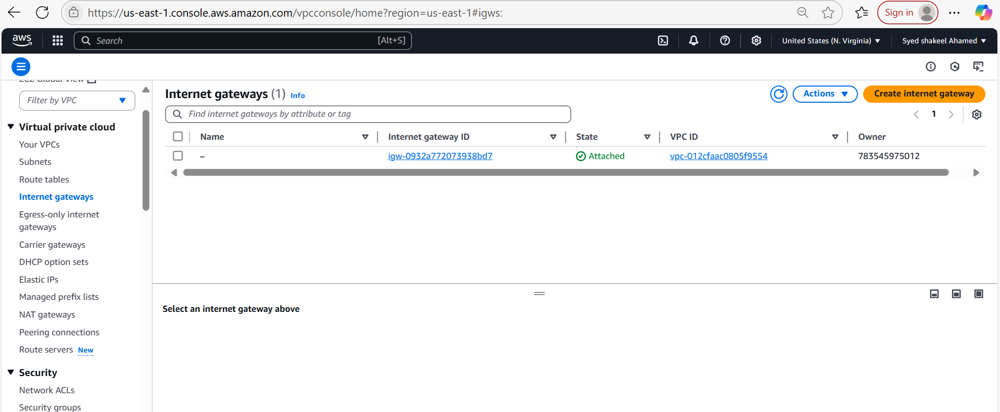 https://us-east-1.console.aws.amazon.com/vpcconsole/home?region=us-east-1#igws:
Sign in
aws
Search
[Alt+S]
United States (N. Virginia)
Syed shakeel Ahamed
EC2 Global View
Filter by VPC
Virtual private cloud
Your VPCs
Subnets
Route tables
Internet gateways
Egress-only internet
gateways
Carrier gateways
DHCP option sets
Elastic IPs
Managed prefix lists
NAT gateways
Peering connections
Route servers New
Security
Network ACLs
Security groups
Internet gateways (1) Info
Actions
Create internet gateway
Find internet gateways by attribute or tag
1
Name Internet gateway ID State VPC ID Owner
– igw-0932a772073938bd7 Attached vpc-012cfaac0805f9554 783545975012
Select an internet gateway above